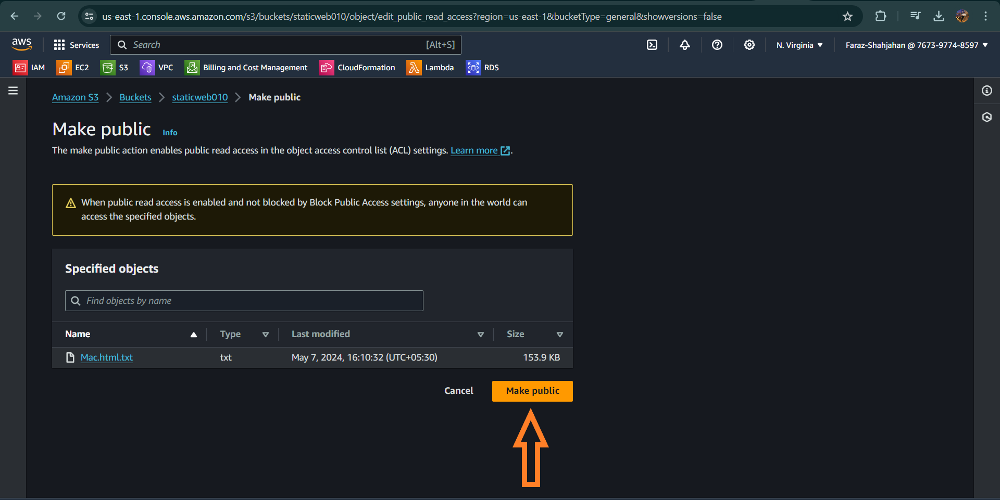 us-east-1.console.aws.amazon.com/s3/buckets/staticweb010/object/edit_public_read_access?region=us-east-1&bucketType=general&showversions=false
aws Services Search [Alt+S] N. Virginia Faraz-Shahjahan @ 7673-9774-8597
IAM EC2 S3 VPC Billing and Cost Management CloudFormation Lambda RDS
Amazon S3 Buckets staticweb010 Make public
Make public Info
The make public action enables public read access in the object access control list (ACL) settings. Learn more.
When public read access is enabled and not blocked by Block Public Access settings, anyone in the world can
access the specified objects.
Specified objects
Find objects by name
Name Type Last modified Size
Mac.html.txt txt May 7, 2024, 16:10:32 (UTC+05:30) 153.9 KB
Cancel Make public